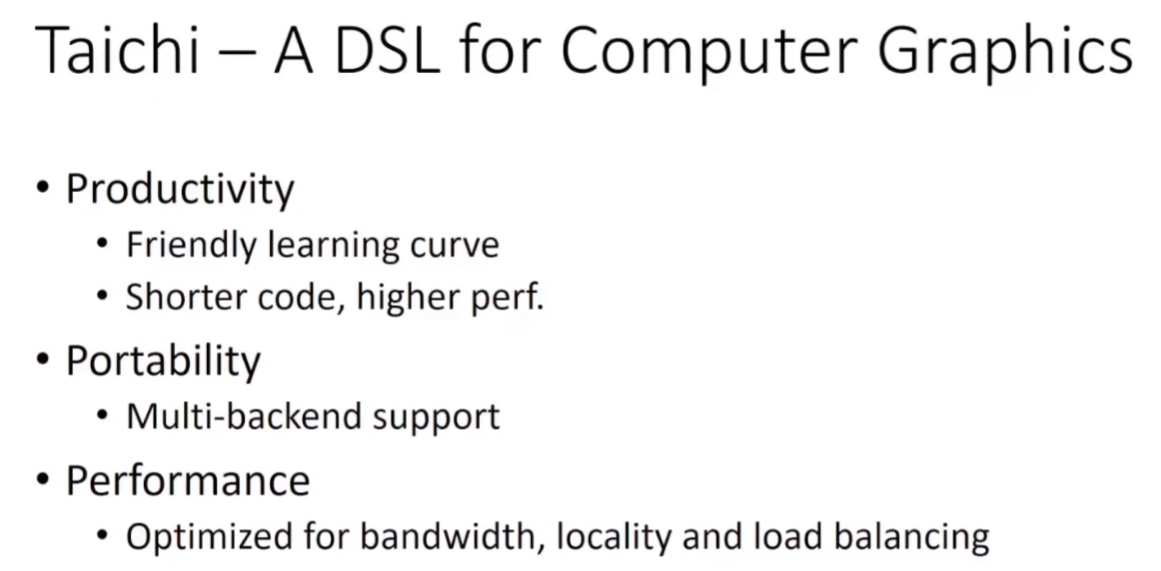 Taichi – A DSL for Computer Graphics
• Productivity
• Friendly learning curve
• Shorter code, higher perf.
• Portability
• Multi-backend support
• Performance
• Optimized for bandwidth, locality and load balancing